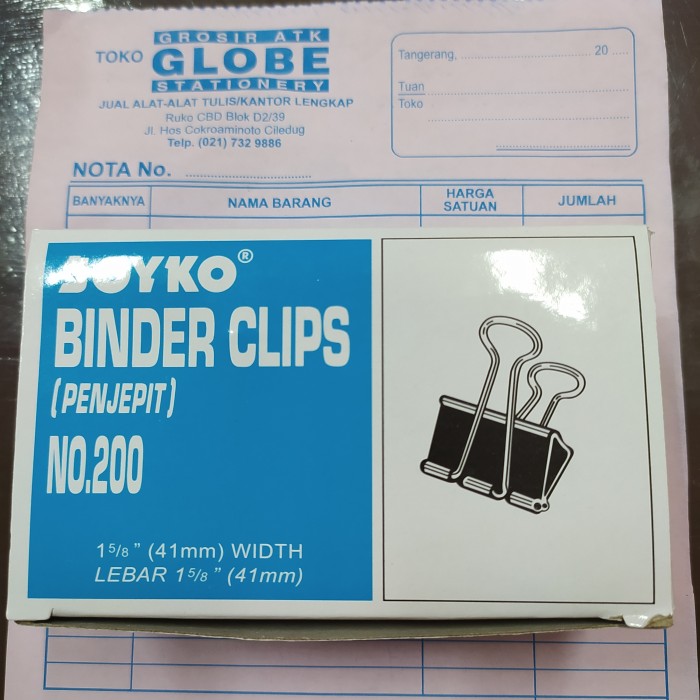 GROSIR ATK
TOKO GLOBE
STATIONERY
JUAL ALAT-ALAT TULIS/KANTOR LENGKAP
Ruko CBD Blok D2/39
Jl. Hos Cokroaminoto Ciledug
Telp. (021) 732 9886
Tangerang, .................................... 20 .....
Tuan
Toko
NOTA No. ....................................
BANYAKNYA NAMA BARANG HARGA SATUAN JUMLAH
JOYKO®
BINDER CLIPS
(PENJEPIT)
NO.200
1 5/8 " (41mm) WIDTH
LEBAR 1 5/8 " (41mm)